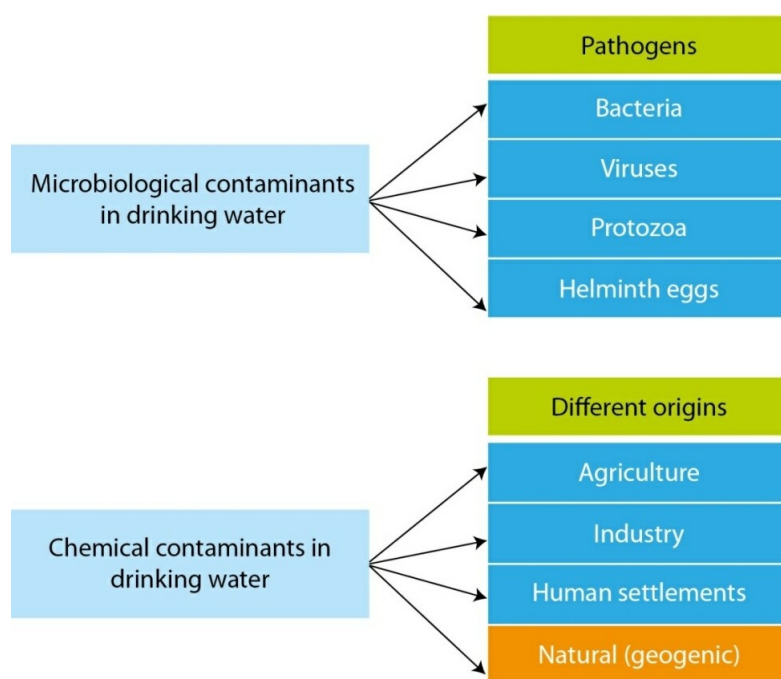 Pathogens
Bacteria
Microbiological contaminants
in drinking water
Viruses
Protozoa
Helminth eggs
Different origins
Agriculture
Chemical contaminants in
drinking water
Industry
Human settlements
Natural (geogenic)